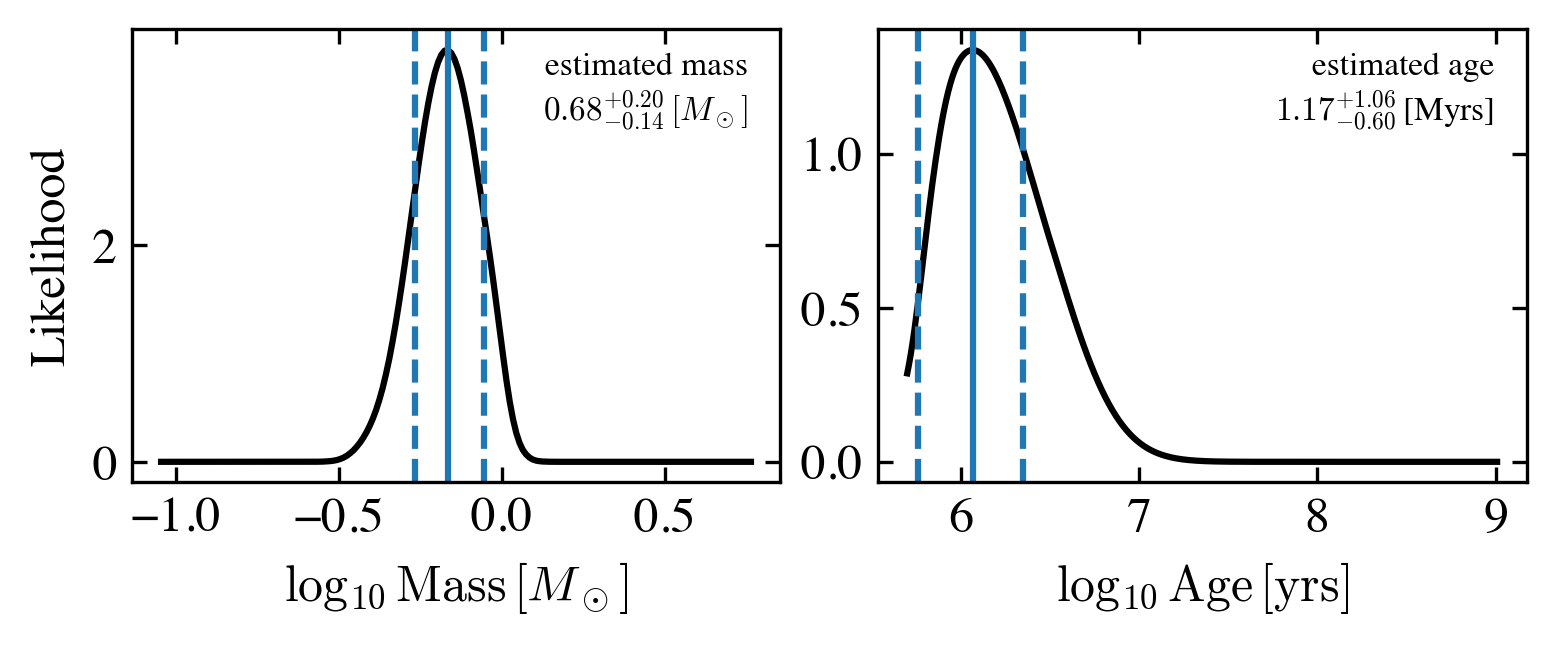 Likelihood
2
0
−1.0 −0.5 0.0 0.5
log₁₀ Mass [M⊙]
estimated mass
0.68 +0.20 −0.14 [M⊙]
1.0
0.5
0.0
6 7 8 9
log₁₀ Age [yrs]
estimated age
1.17 +1.06 −0.60 [Myrs]